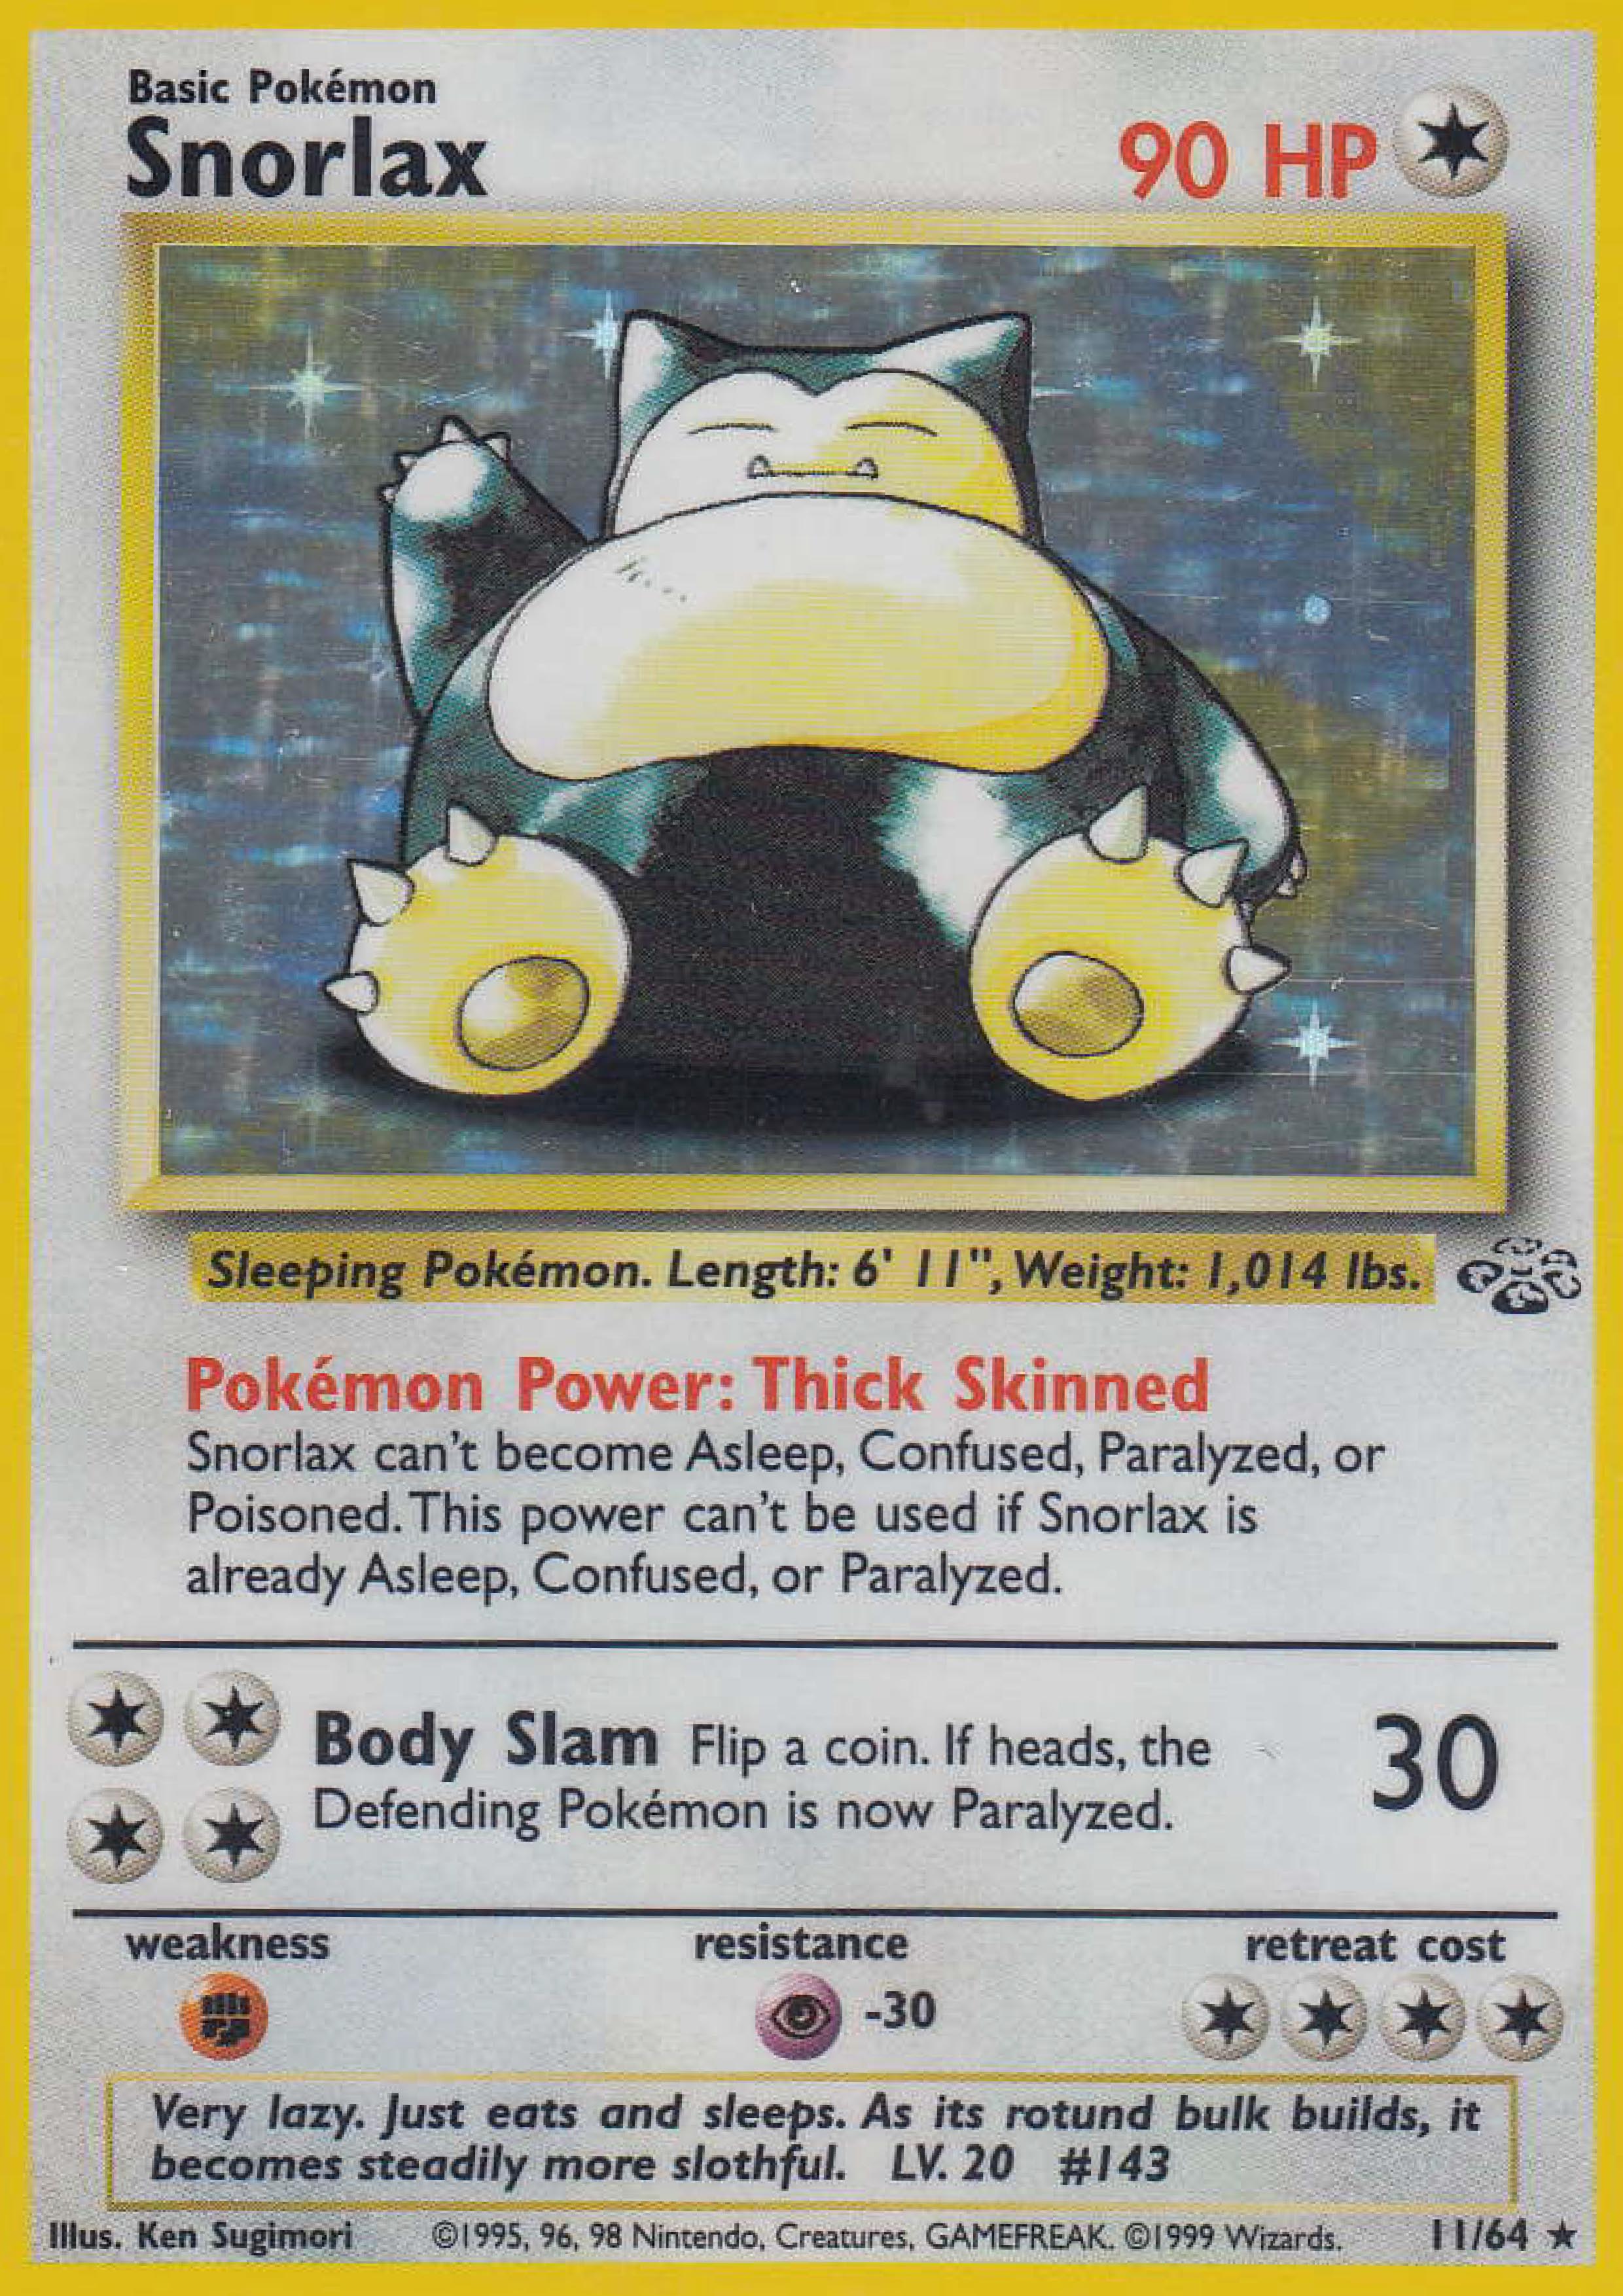 Basic Pokémon
Snorlax
90 HP
Sleeping Pokémon. Length: 6' 11", Weight: 1,014 lbs.
Pokémon Power: Thick Skinned
Snorlax can't become Asleep, Confused, Paralyzed, or
Poisoned. This power can't be used if Snorlax is
already Asleep, Confused, or Paralyzed.
Body Slam Flip a coin. If heads, the
Defending Pokémon is now Paralyzed.
30
weakness
resistance
retreat cost
-30
Very lazy. Just eats and sleeps. As its rotund bulk builds, it
becomes steadily more slothful. LV. 20 #143
Illus. Ken Sugimori ©1995, 96, 98 Nintendo, Creatures, GAMEFREAK. ©1999 Wizards. 11/64 ★